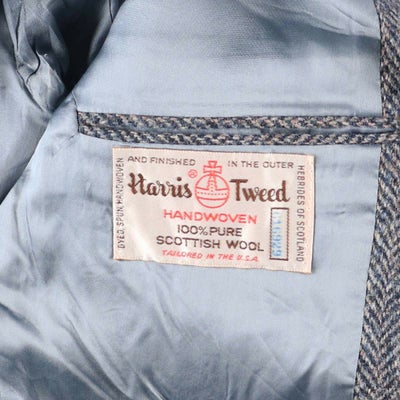 DYED, SPUN, HANDWOVEN
AND FINISHED IN THE OUTER
HEBRIDES OF SCOTLAND
Harris® Tweed
HANDWOVEN
100% PURE
SCOTTISH WOOL
TAILORED IN THE U.S.A.